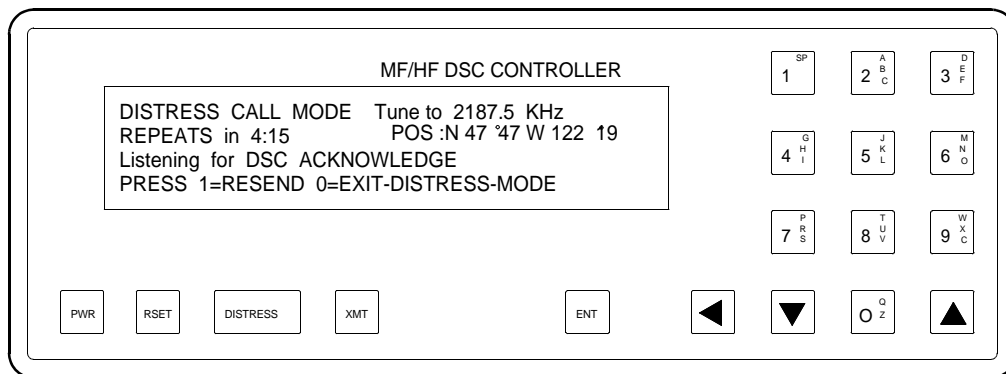 MF/HF DSC CONTROLLER
DISTRESS CALL MODE Tune to 2187.5 KHz
REPEATS in 4:15 POS :N 47 °47 W 122 °19
Listening for DSC ACKNOWLEDGE
PRESS 1=RESEND 0=EXIT-DISTRESS-MODE
1 SP
2 A B C
3 D E F
4 G H I
5 J K L
6 M N O
7 P R S
8 T U V
9 W X C
PWR RSET DISTRESS XMT ENT O Q Z